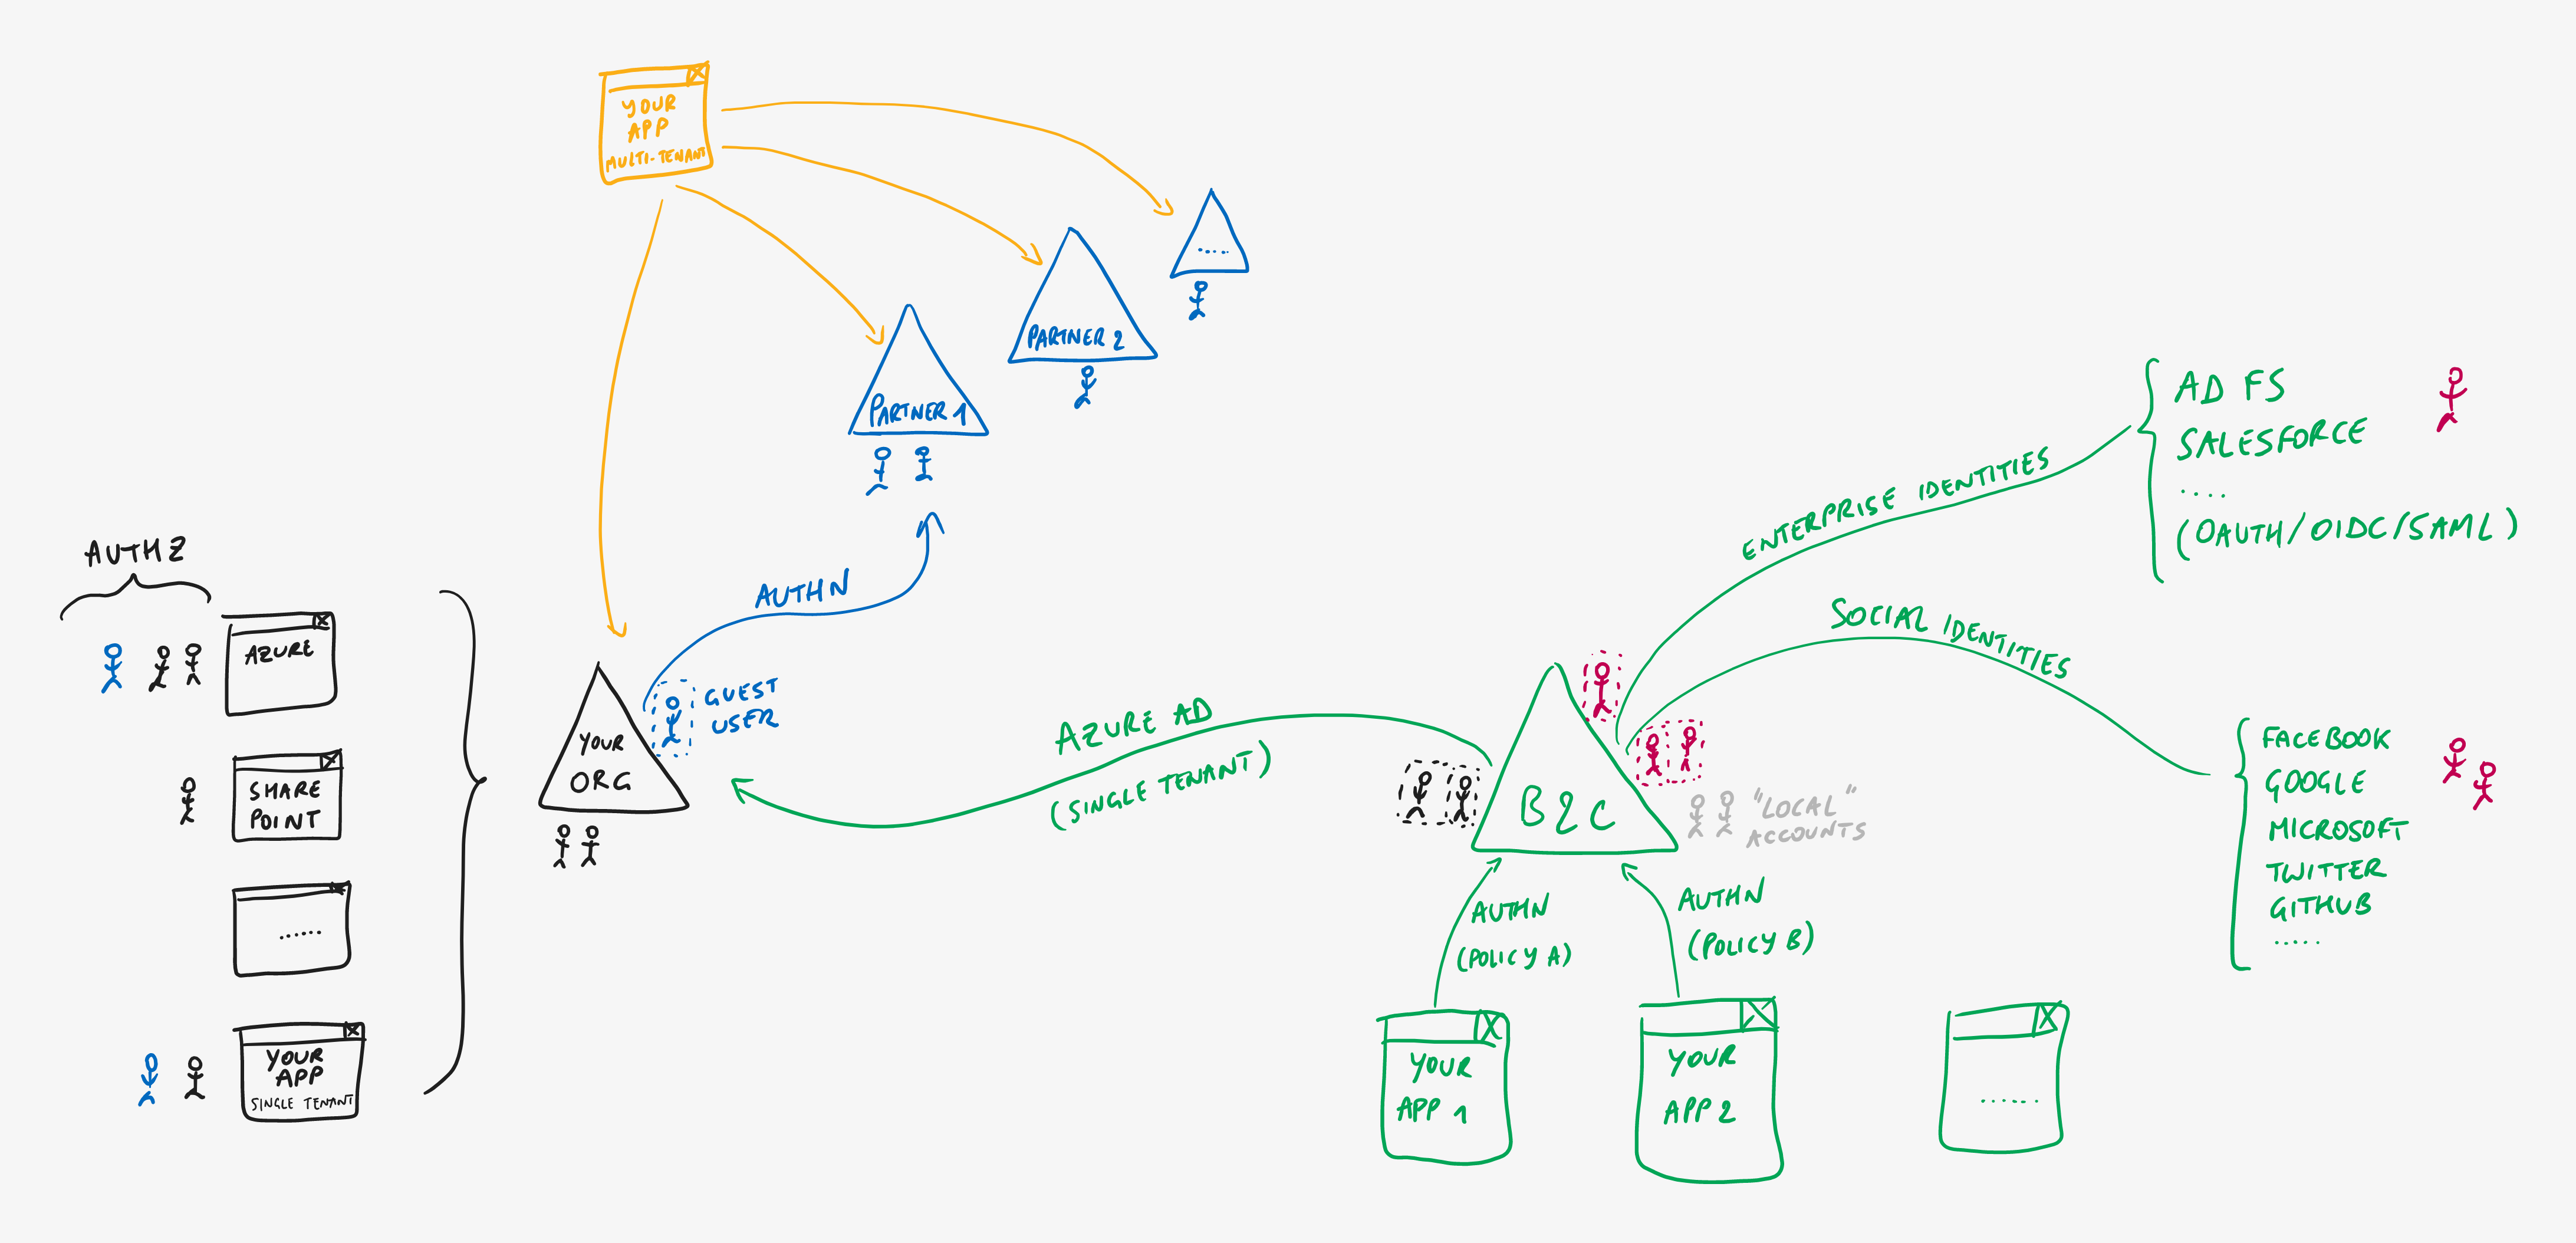 YOUR
APP
MULTI-TENANT
.....
PARTNER 2
PARTNER 1
AUTHZ
AUTHN
AZURE
GUEST
USER
YOUR
ORG
SHARE
POINT
......
YOUR
APP
SINGLE TENANT
AZURE AD
(SINGLE TENANT)
ENTERPRISE IDENTITIES
AD FS
SALESFORCE
....
(OAUTH/OIDC/SAML)
SOCIAL IDENTITIES
FACEBOOK
GOOGLE
MICROSOFT
TWITTER
GITHUB
.....
B2C
"LOCAL"
ACCOUNTS
AUTHN
(POLICY A)
AUTHN
(POLICY B)
YOUR
APP 1
YOUR
APP 2
......